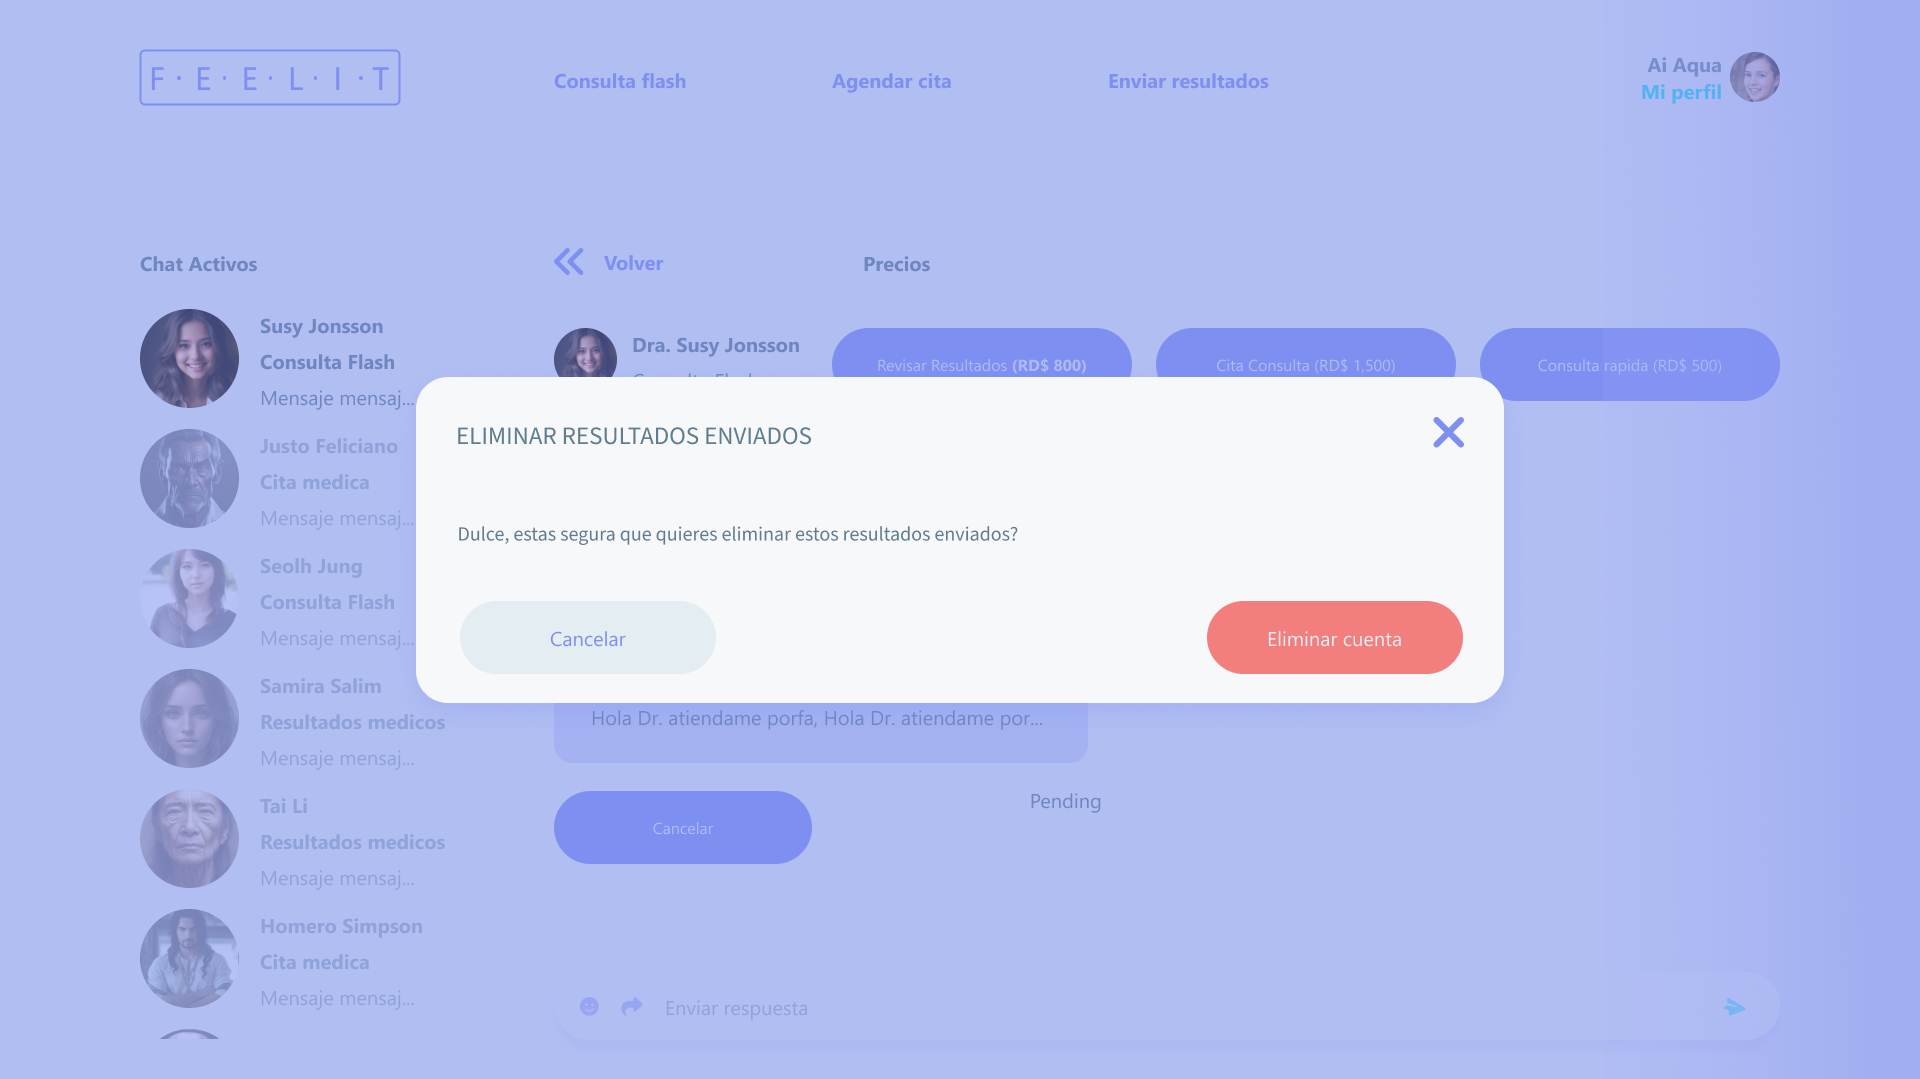 F·E·E·L·I·T
Consulta flash
Agendar cita
Enviar resultados
Ai Aqua
Mi perfil
Chat Activos
Volver
Precios
Susy Jonsson
Consulta Flash
Mensaje mensaj...
Dra. Susy Jonsson
Consulta Flash
Revisar Resultados (RD$ 800)
Cita Consulta (RD$ 1,500)
Consulta rapida (RD$ 500)
ELIMINAR RESULTADOS ENVIADOS
Dulce, estas segura que quieres eliminar estos resultados enviados?
Cancelar
Eliminar cuenta
Justo Feliciano
Cita medica
Mensaje mensaj...
Seolh Jung
Consulta Flash
Mensaje mensaj...
Samira Salim
Resultados medicos
Mensaje mensaj...
Hola Dr. atiendame porfa, Hola Dr. atiendame por...
Pending
Cancelar
Tai Li
Resultados medicos
Mensaje mensaj...
Homero Simpson
Cita medica
Mensaje mensaj...
Enviar respuesta